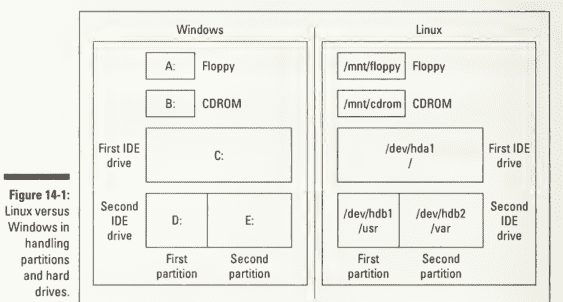 Windows
A: Floppy
B: CDROM
First IDE
drive
C:
Second
IDE
drive
D: E:
First
partition
Second
partition
Linux
/mnt/floppy Floppy
/mnt/cdrom CDROM
/dev/hda1
/
First IDE
drive
/dev/hdb1
/usr
/dev/hdb2
/var
Second
IDE
drive
First
partition
Second
partition
Figure 14-1:
Linux versus
Windows in
handling
partitions
and hard
drives.